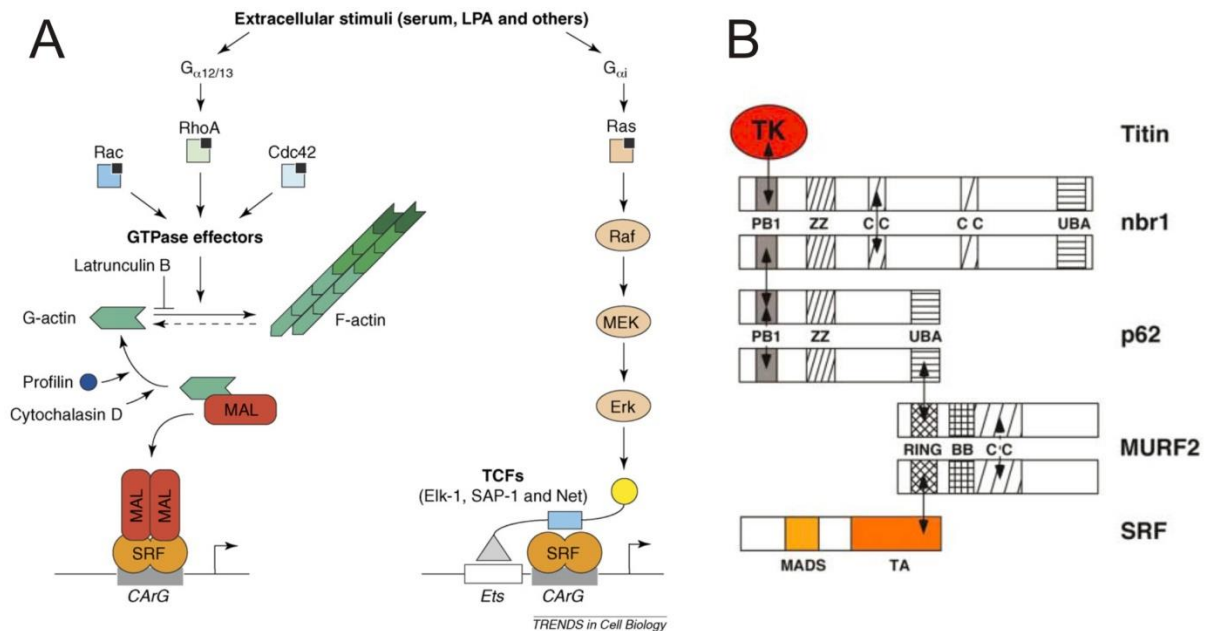 A
Extracellular stimuli (serum, LPA and others)
Gα12/13
Gαi
RhoA
Ras
Rac
Cdc42
GTPase effectors
Raf
Latrunculin B
G-actin
F-actin
MEK
Profilin
Cytochalasin D
MAL
Erk
TCFs
(Elk-1, SAP-1 and Net)
MAL
MAL
SRF
SRF
CArG
Ets
CArG
TRENDS in Cell Biology
B
TK
Titin
PB1 ZZ C C C C UBA
nbr1
PB1 ZZ UBA
p62
RING BB C C
MURF2
SRF
MADS TA